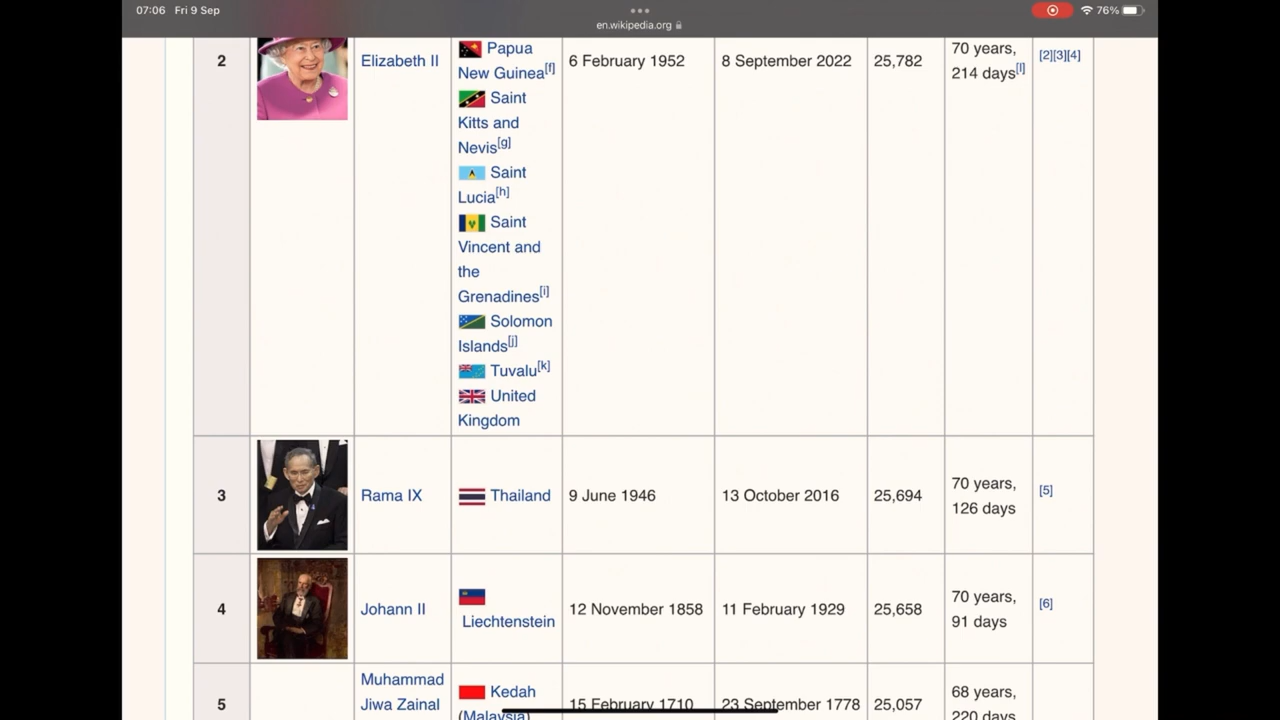 07:06 Fri 9 Sep
en.wikipedia.org
76%
2
Elizabeth II
Papua
New Guinea[f]
Saint
Kitts and
Nevis[g]
Saint
Lucia[h]
Saint
Vincent and
the
Grenadines[i]
Solomon
Islands[j]
Tuvalu[k]
United
Kingdom
6 February 1952
8 September 2022
25,782
70 years,
214 days[l]
[2][3][4]
3
Rama IX
Thailand
9 June 1946
13 October 2016
25,694
70 years,
126 days
[5]
4
Johann II
Liechtenstein
12 November 1858
11 February 1929
25,658
70 years,
91 days
[6]
5
Muhammad
Jiwa Zainal
Kedah
(Malaysia)
15 February 1710
23 September 1778
25,057
68 years,
220 days